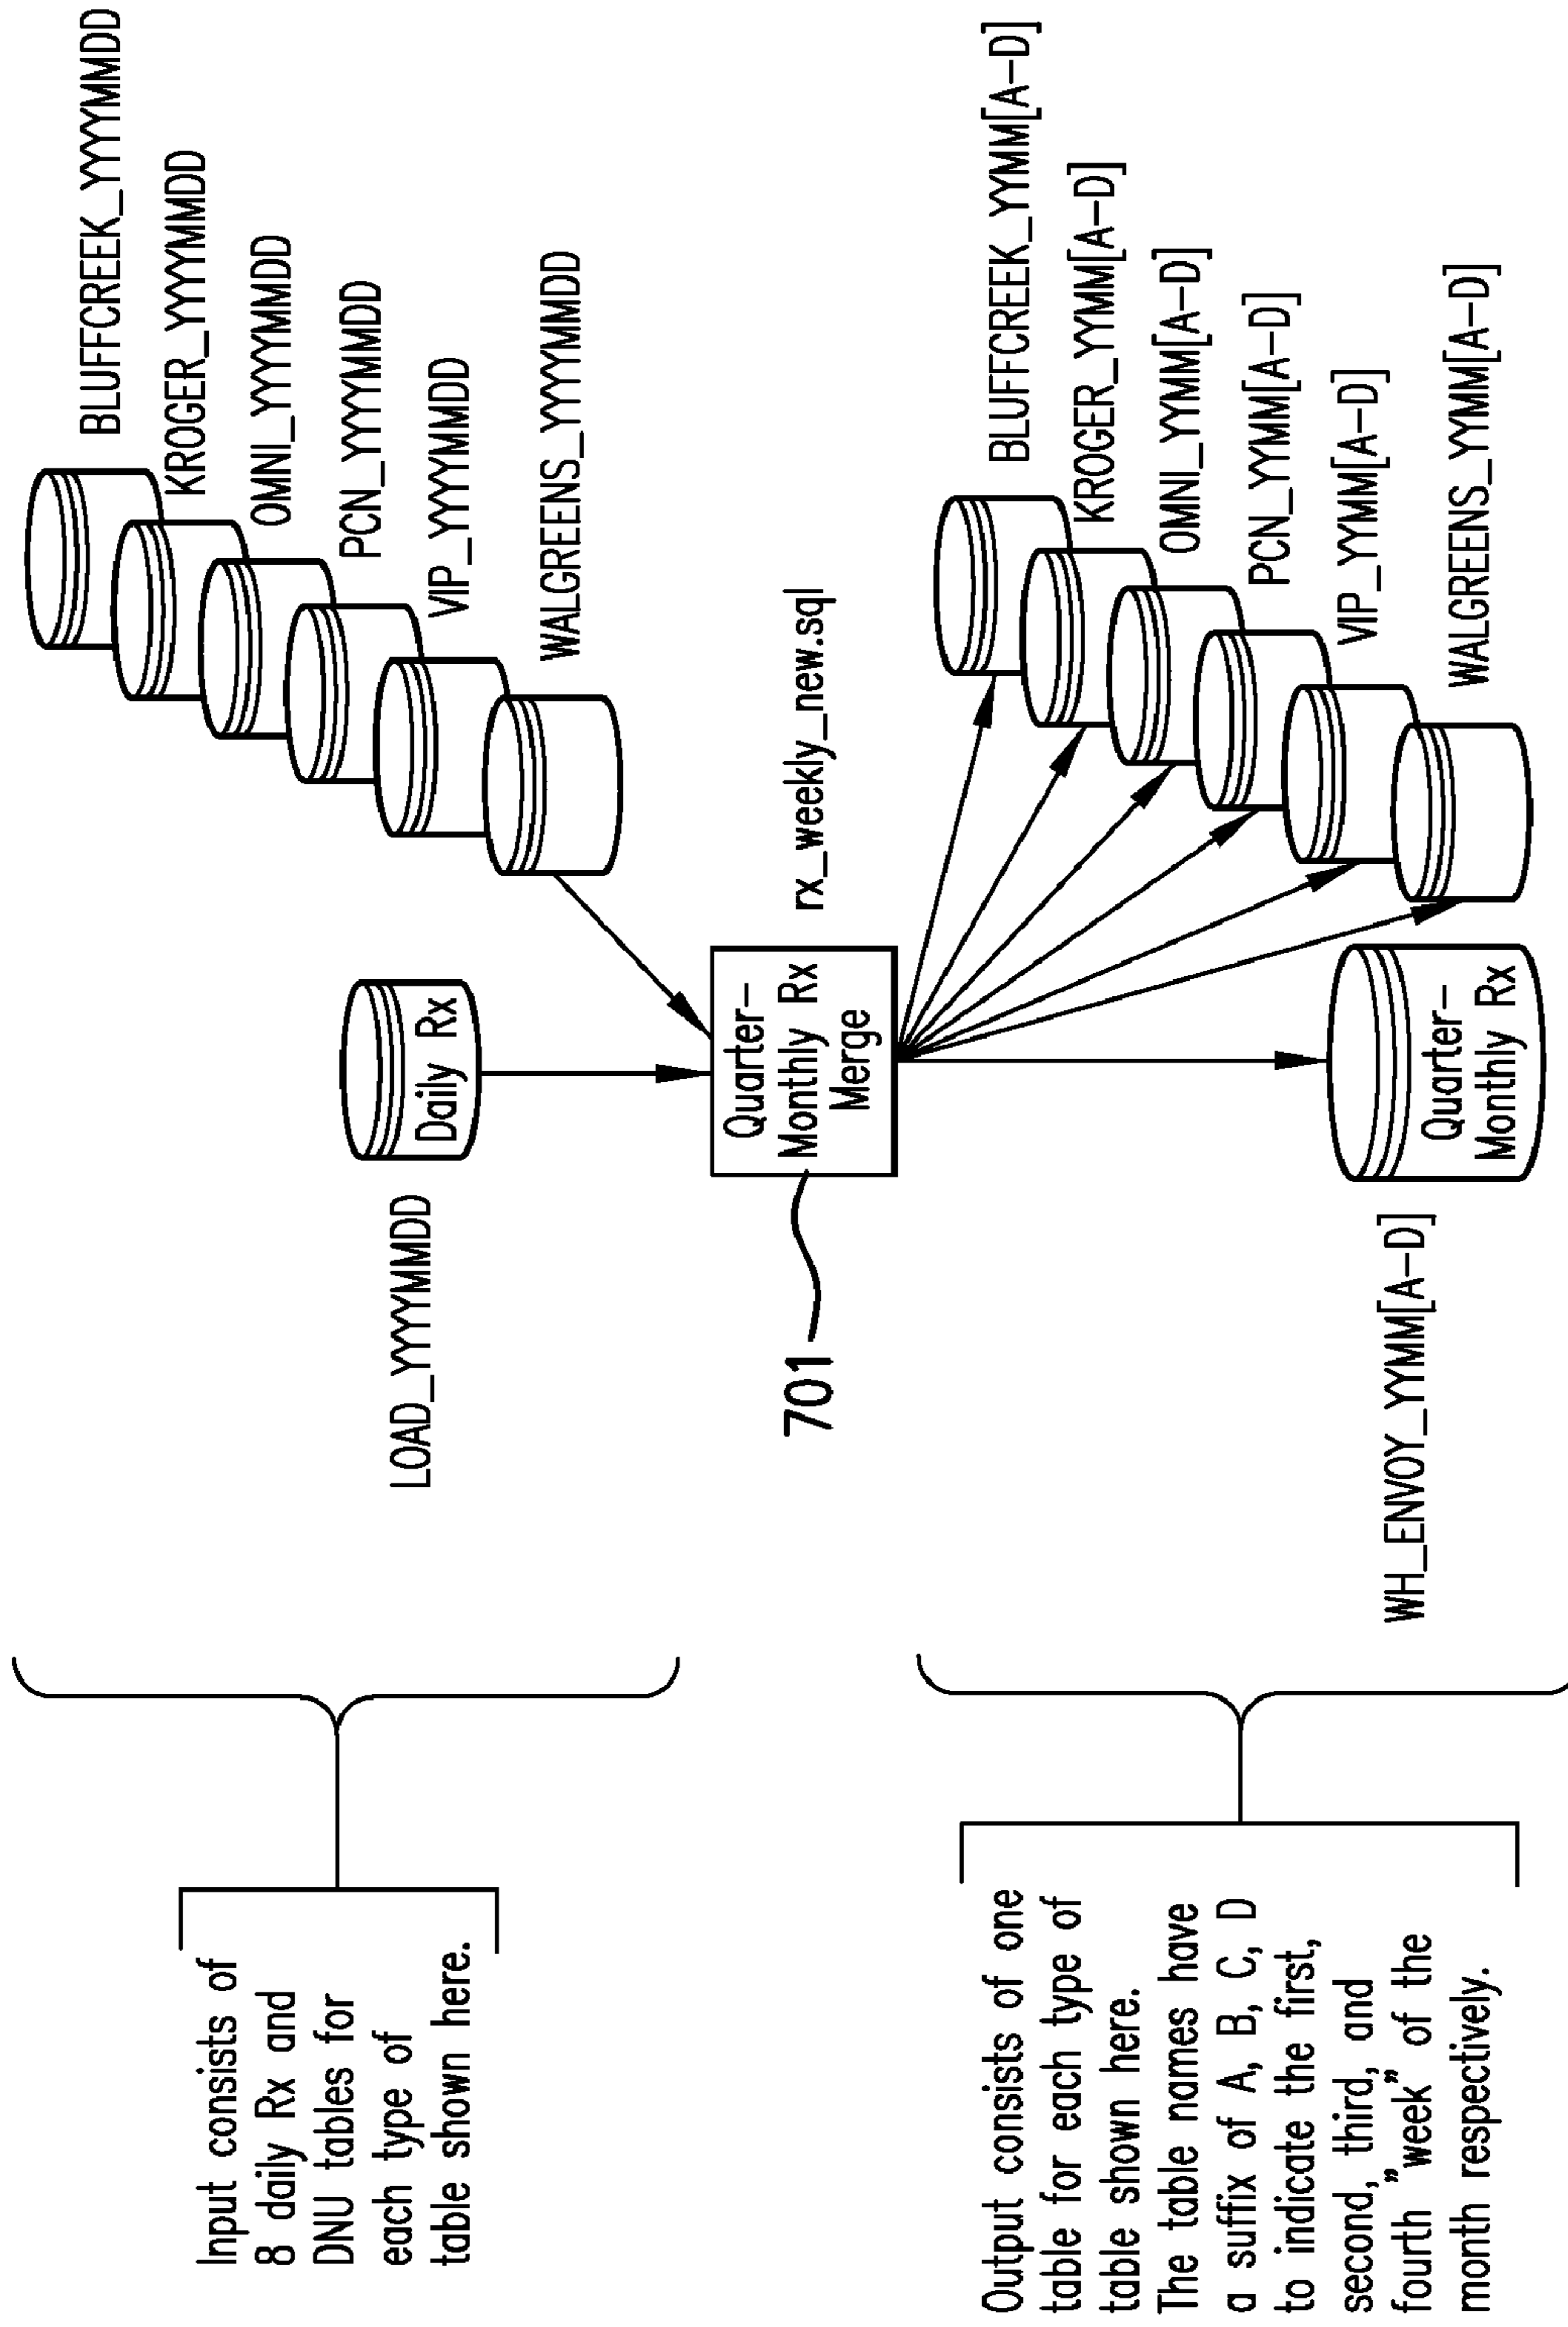 Input consists of
8 daily Rx and
DNU tables for
each type of
table shown here.
LOAD_YYYYMMDD
Daily Rx
BLUFFCREEK_YYYYMMDD
KROGER_YYYYMMDD
OMNI_YYYYMMDD
PCN_YYYYMMDD
VIP_YYYYMMDD
WALGREENS_YYYYMMDD
701
Quarter-
Monthly Rx
Merge
rx_weekly_new.sql
Output consists of one
table for each type of
table shown here.
The table names have
a suffix of A, B, C, D
to indicate the first,
second, third, and
fourth "week" of the
month respectively.
WH_ENVOY_YYMM[A-D]
Quarter-
Monthly Rx
BLUFFCREEK_YYMM[A-D]
KROGER_YYMM[A-D]
OMNI_YYMM[A-D]
PCN_YYMM[A-D]
VIP_YYMM[A-D]
WALGREENS_YYMM[A-D]